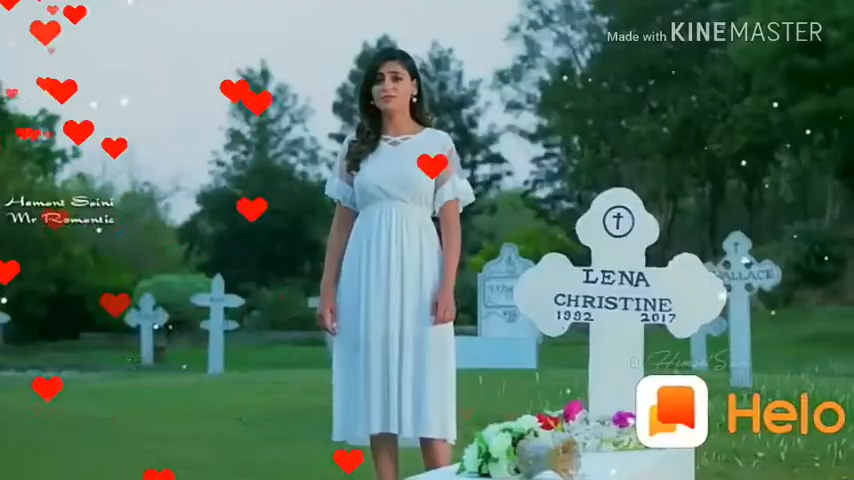 Made with KINEMASTER
Hemant Saini
Mr Romantic
LENA
CHRISTINE
1992 2017
WALLACE
Helo